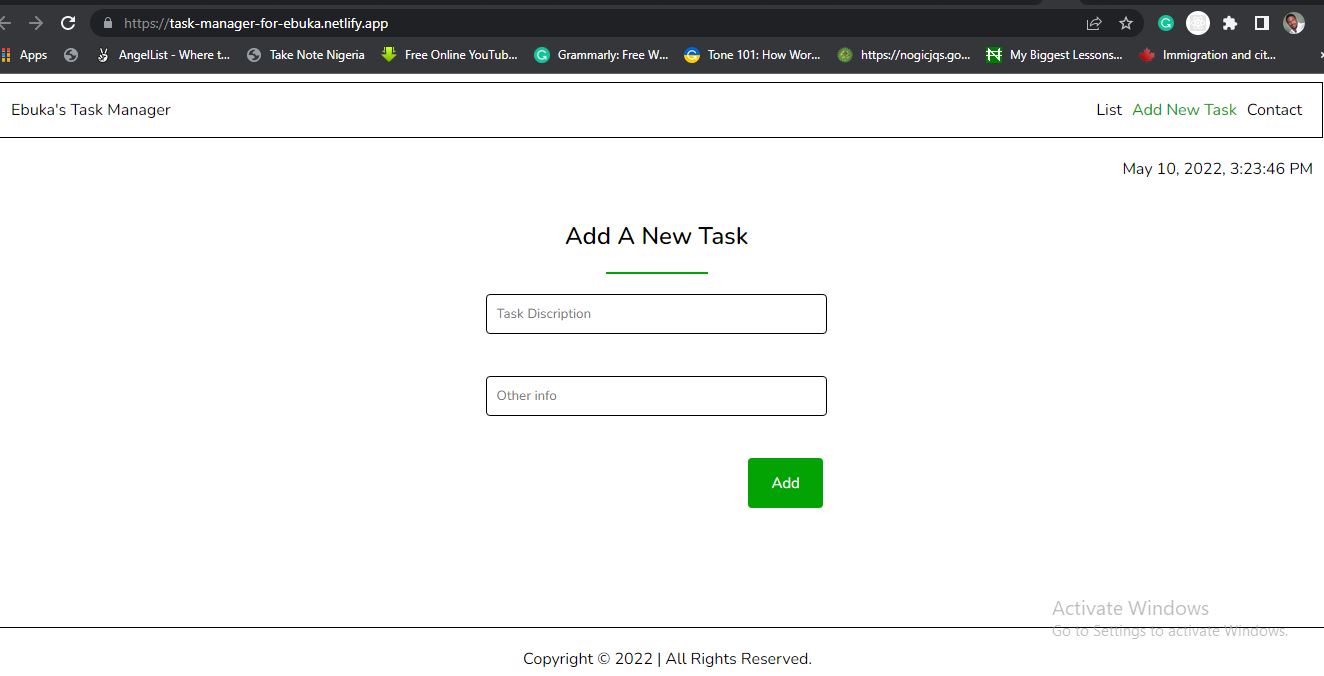 https://task-manager-for-ebuka.netlify.app
Apps AngelList - Where t... Take Note Nigeria Free Online YouTub... Grammarly: Free W... Tone 101: How Wor... https://nogicjqs.go... My Biggest Lessons... Immigration and cit...
Ebuka's Task Manager List Add New Task Contact
May 10, 2022, 3:23:46 PM
Add A New Task
Task Discription
Other info
Add
Activate Windows
Go to Settings to activate Windows.
Copyright © 2022 | All Rights Reserved.